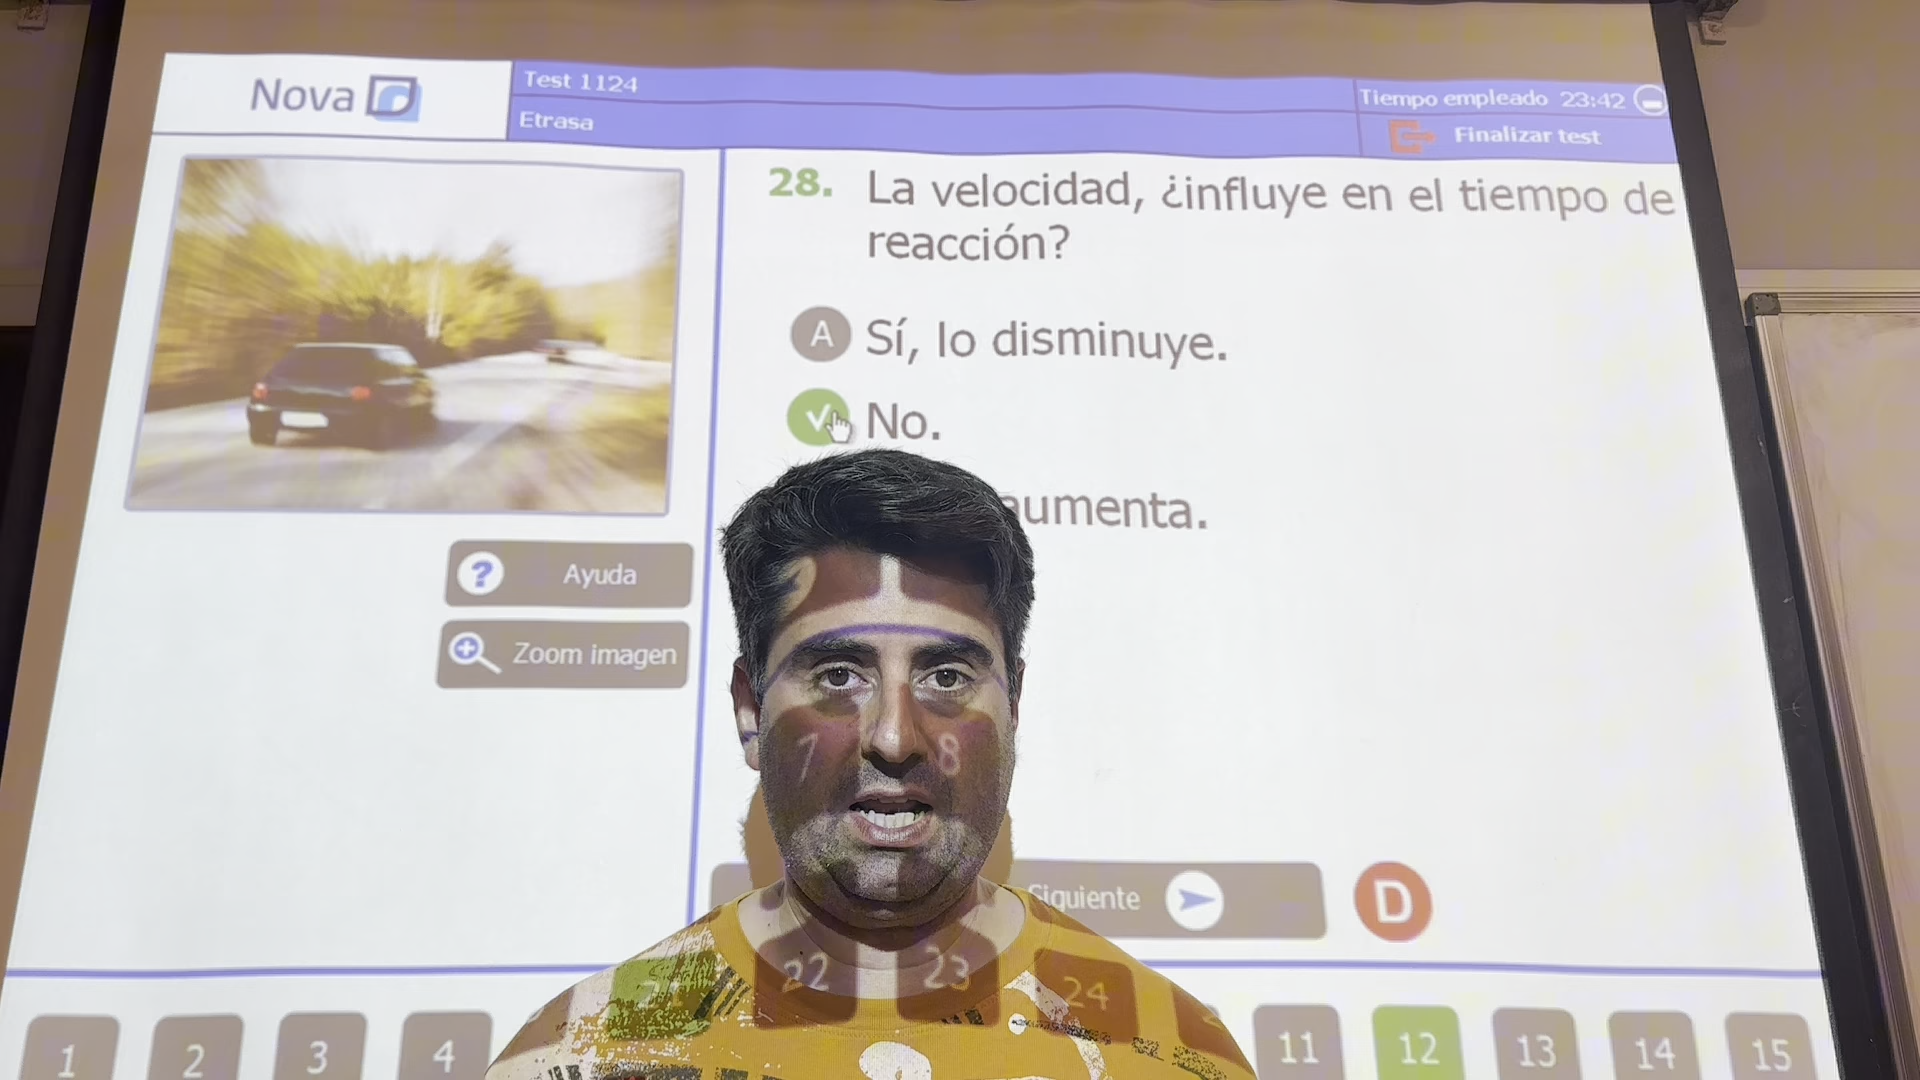 Nova
Test 1124
Etrasa
Tiempo empleado 23:42
Finalizar test
28. La velocidad, ¿influye en el tiempo de
reacción?
A Sí, lo disminuye.
No.
aumenta.
? Ayuda
Zoom imagen
7 8
Siguiente
D
21 22 23 24
1 2 3 4 11 12 13 14 15